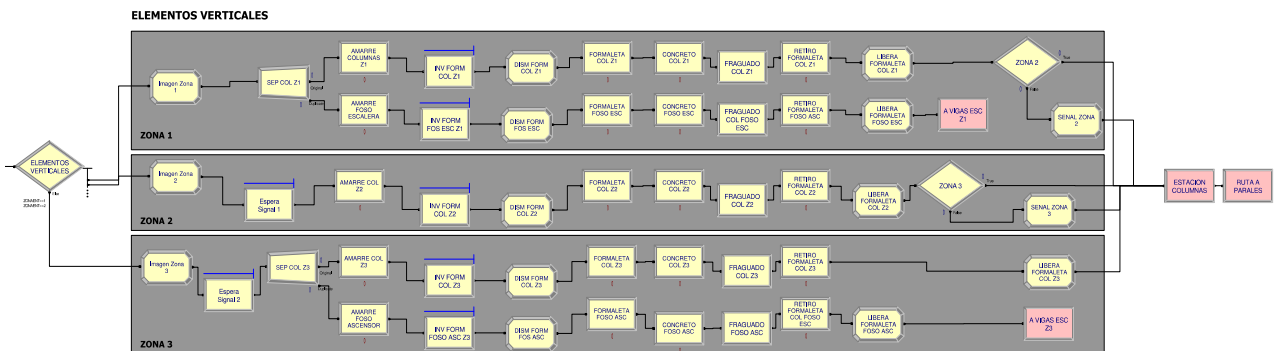 ELEMENTOS VERTICALES
ELEMENTOS
VERTICALES
False
Imagen Zona
1
SEP COL Z1
Original
Duplicate
AMARRE
COLUMNAS
Z1
INV FORM
COL Z1
DISM FORM
COL Z1
FORMALETA
COL Z1
CONCRETO
COL Z1
FRAGUADO
COL Z1
RETIRO
FORMALETA
COL Z1
LIBERA
FORMALETA
COL Z1
ZONA 2
True
False
AMARRE
FOSO
ESCALERA
INV FORM
FOS ESC Z1
DISM FORM
FOS ESC
FORMALETA
FOSO ESC
CONCRETO
FOSO ESC
FRAGUADO
COL FOSO
ESC
RETIRO
FORMALETA
FOSO ASC
LIBERA
FORMALETA
FOSO ESC
A VIGAS ESC
Z1
SENAL ZONA
2
ZONA 1
Imagen Zona
2
Espera
Signal 1
AMARRE COL
Z2
INV FORM
COL Z2
DISM FORM
COL Z2
FORMALETA
COL Z2
CONCRETO
COL Z2
FRAGUADO
COL Z2
RETIRO
FORMALETA
COL Z2
LIBERA
FORMALETA
COL Z2
ZONA 3
True
False
SENAL ZONA
3
ZONA 2
ESTACION
COLUMNAS
RUTA A
PARALES
Imagen Zona
3
Espera
Signal 2
SEP COL Z3
Original
Duplicate
AMARRE COL
Z3
INV FORM
COL Z3
DISM FORM
COL Z3
FORMALETA
COL Z3
CONCRETO
COL Z3
FRAGUADO
COL Z3
RETIRO
FORMALETA
COL Z3
LIBERA
FORMALETA
COL Z3
AMARRE
FOSO
ASCENSOR
INV FORM
FOSO ASC Z3
DISM FORM
FOS ASC
FORMALETA
FOSO ASC
CONCRETO
FOSO ASC
FRAGUADO
FOSO ASC
RETIRO
FORMALETA
COL FOSO
ESC
LIBERA
FORMALETA
FOSO ASC
A VIGAS ESC
Z3
ZONA 3